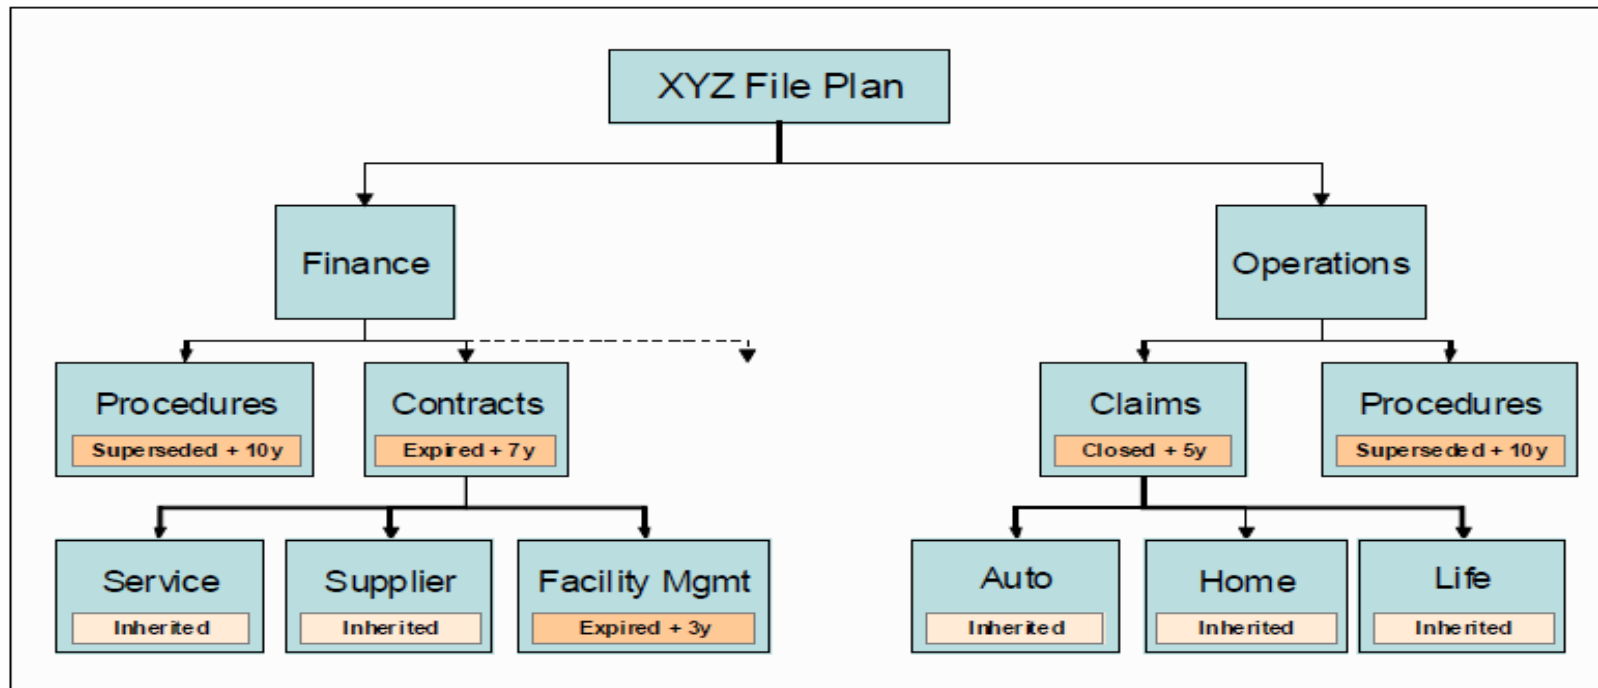 XYZ File Plan
Finance
Operations
Procedures
Superseded + 10y
Contracts
Expired + 7y
Claims
Closed + 5y
Procedures
Superseded + 10y
Service
Inherited
Supplier
Inherited
Facility Mgmt
Expired + 3y
Auto
Inherited
Home
Inherited
Life
Inherited